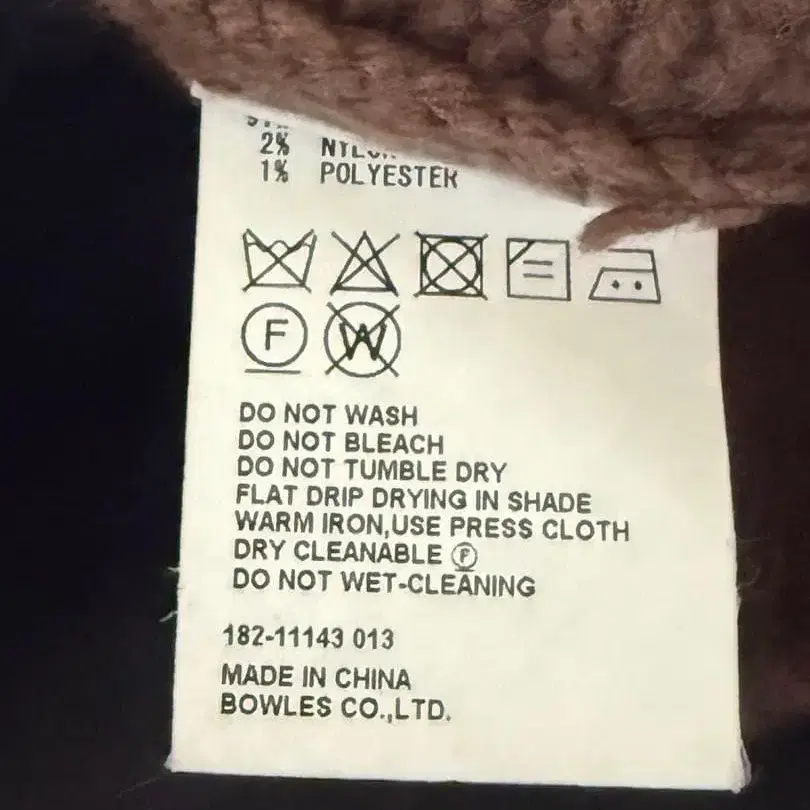 2%
1% POLYESTER
F W
DO NOT WASH
DO NOT BLEACH
DO NOT TUMBLE DRY
FLAT DRIP DRYING IN SHADE
WARM IRON,USE PRESS CLOTH
DRY CLEANABLE Ⓕ
DO NOT WET-CLEANING
182-11143 013
MADE IN CHINA
BOWLES CO.,LTD.